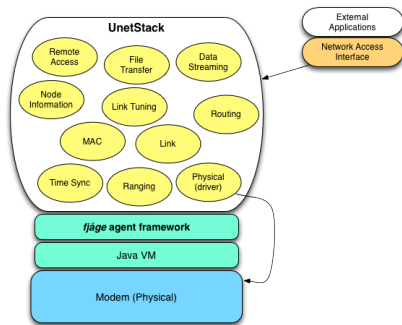 UnetStack
External
Applications
Network Access
Interface
Remote
Access
File
Transfer
Data
Streaming
Node
Information
Link Tuning
Routing
MAC
Link
Time Sync
Ranging
Physical
(driver)
fjåge agent framework
Java VM
Modem (Physical)